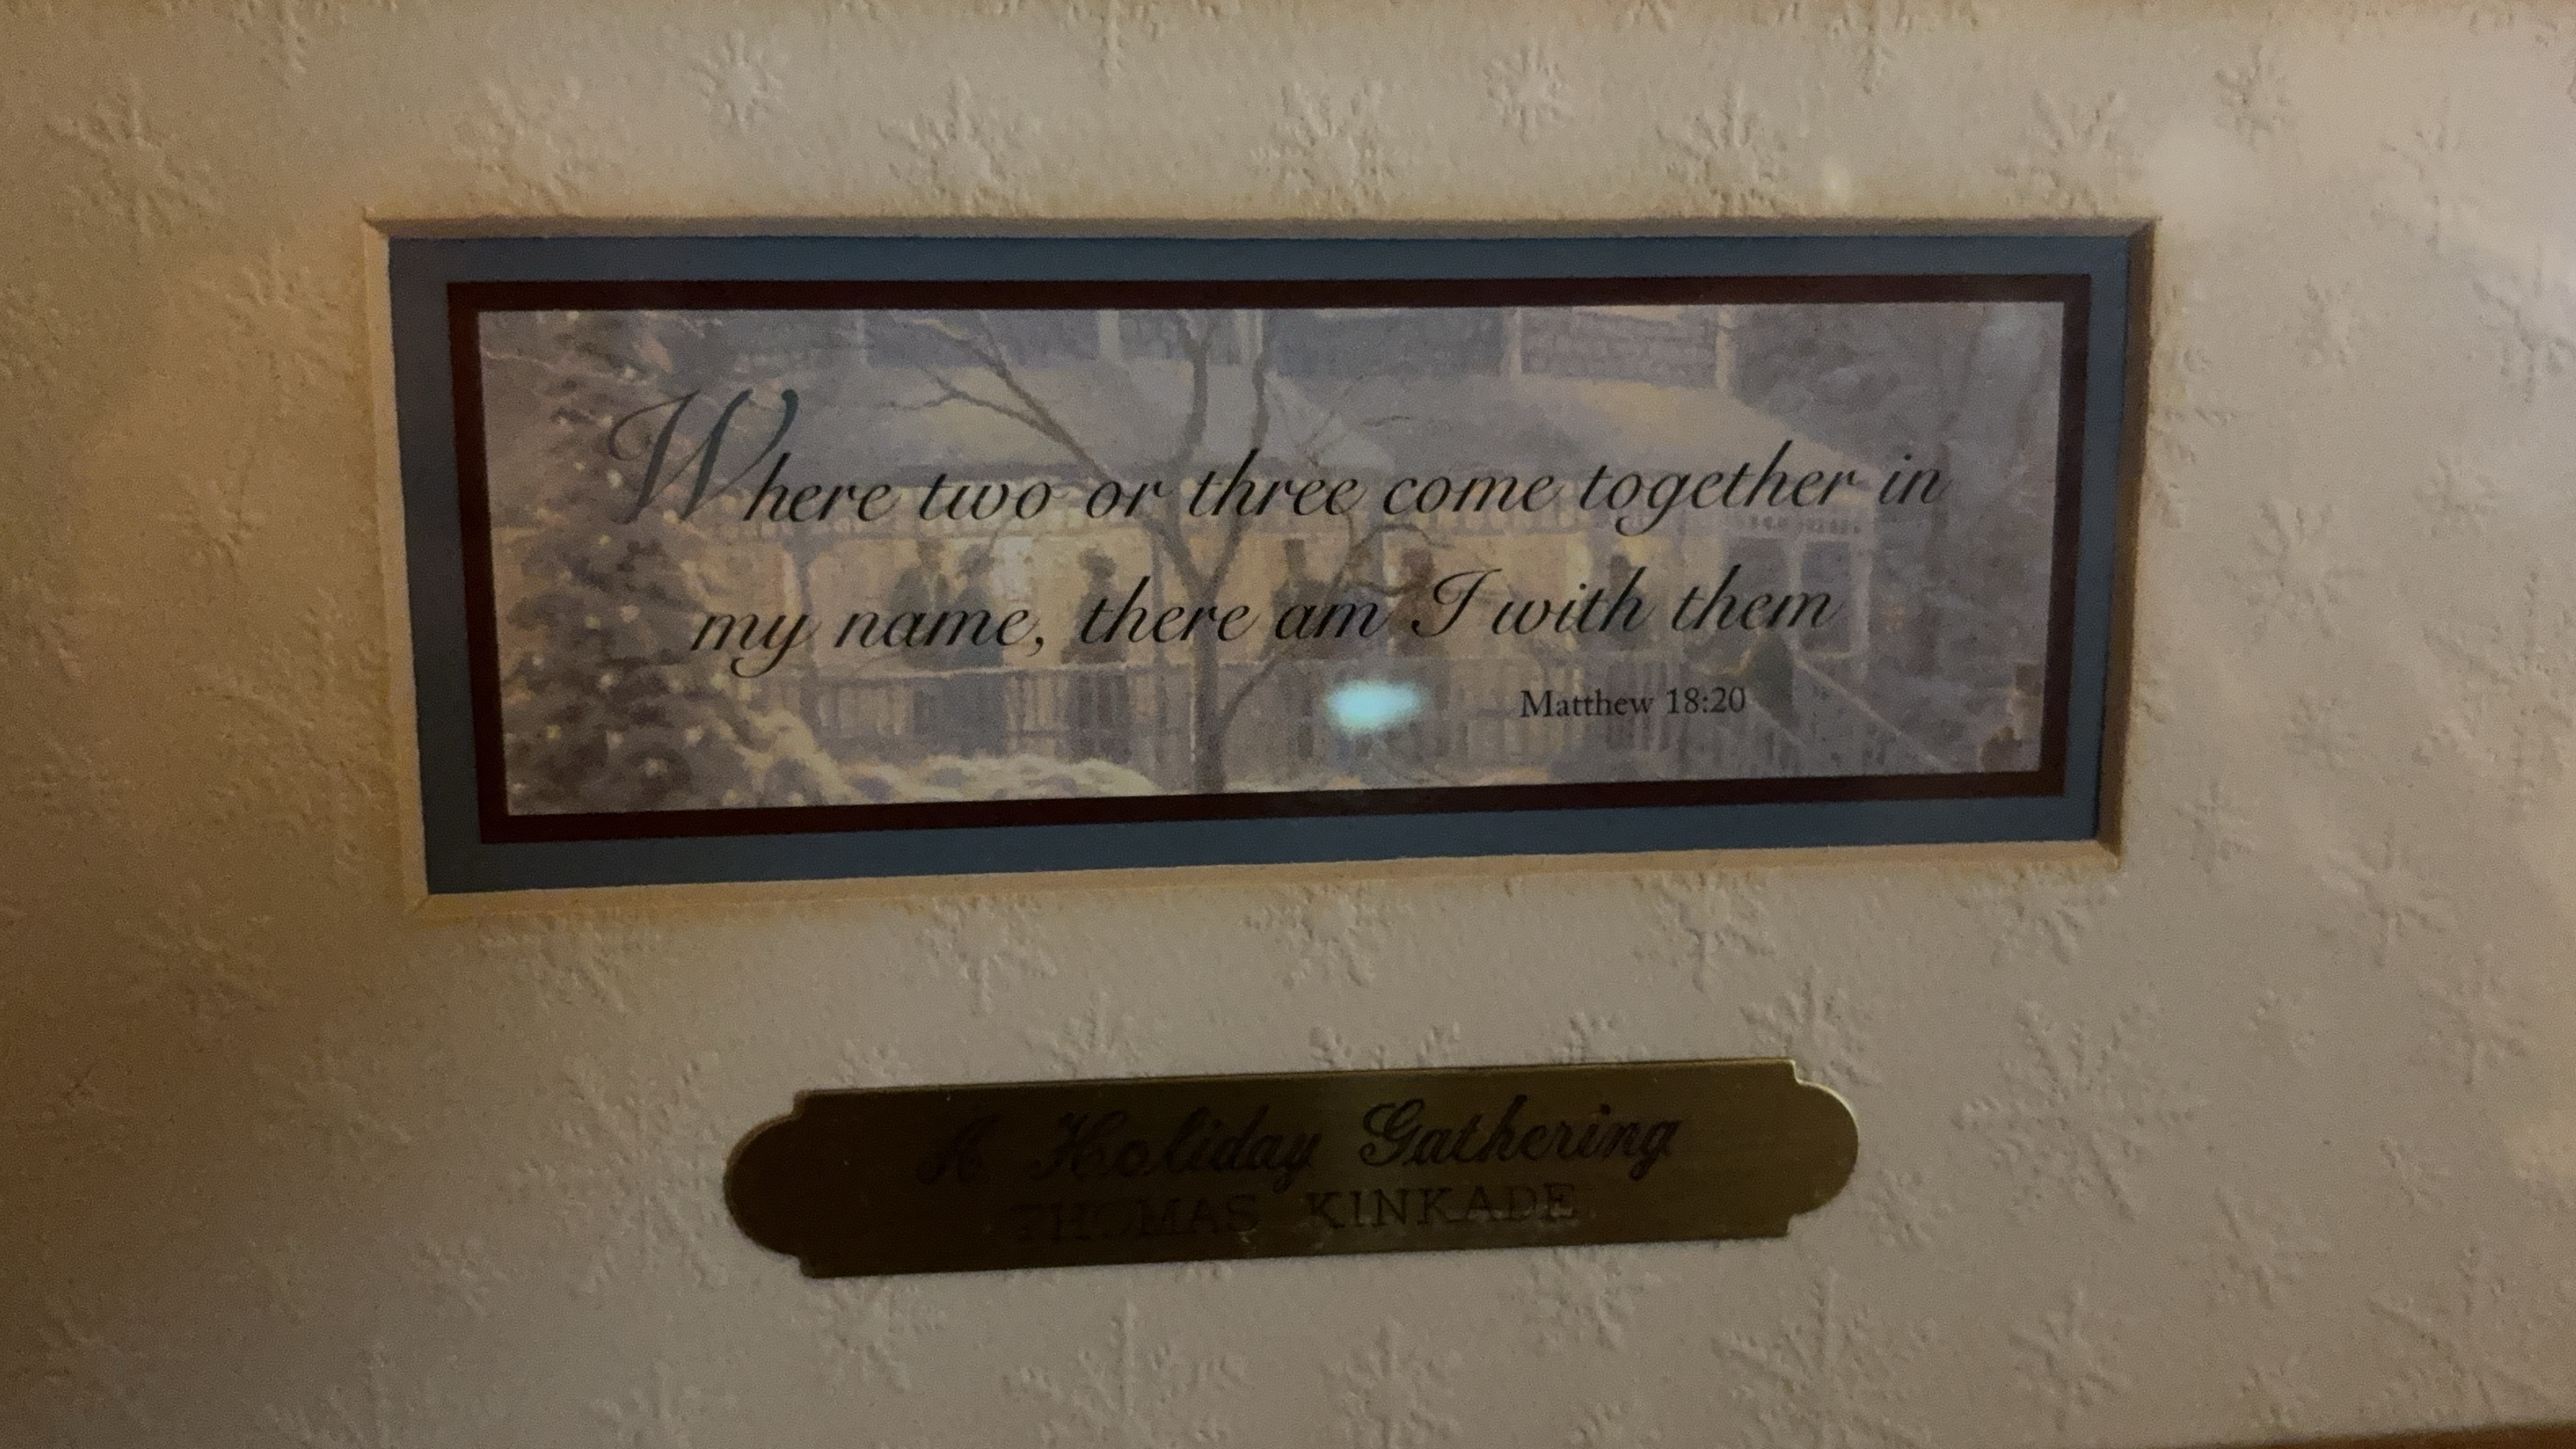 Where two or three come together in
my name, there am I with them
Matthew 18:20
A Holiday Gathering
THOMAS KINKADE